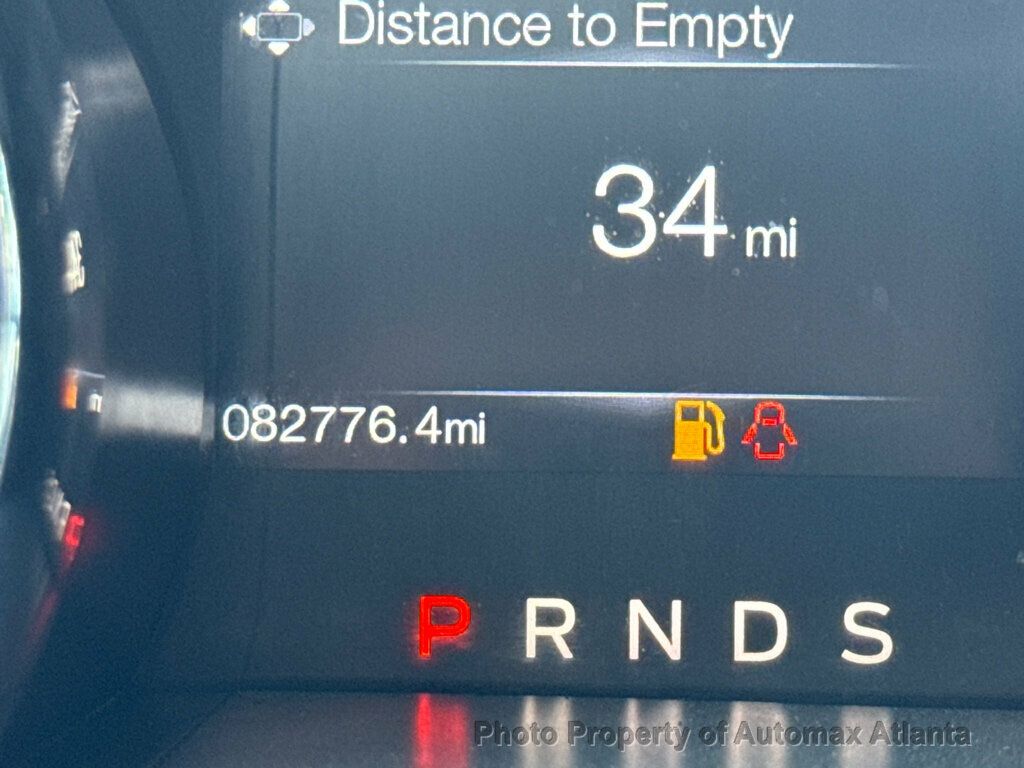 Distance to Empty
34 mi
082776.4mi
P R N D S
Photo Property of Automax Atlanta